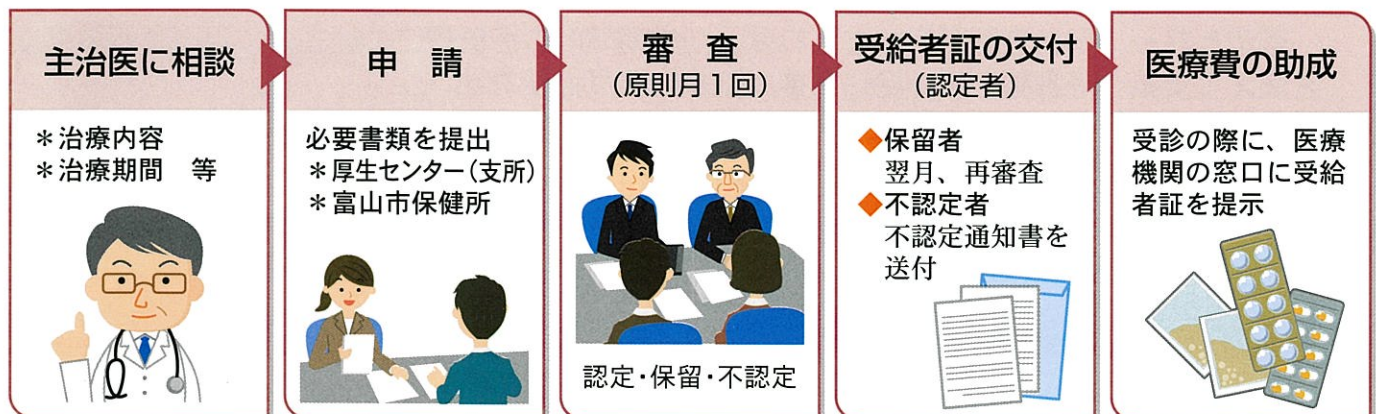 主治医に相談
＊治療内容
＊治療期間　等
申　請
必要書類を提出
＊厚生センター（支所）
＊富山市保健所
審　査
（原則月１回）
認定・保留・不認定
受給者証の交付
（認定者）
◆保留者
翌月、再審査
◆不認定者
不認定通知書を
送付
医療費の助成
受診の際に、医療
機関の窓口に受給
者証を提示